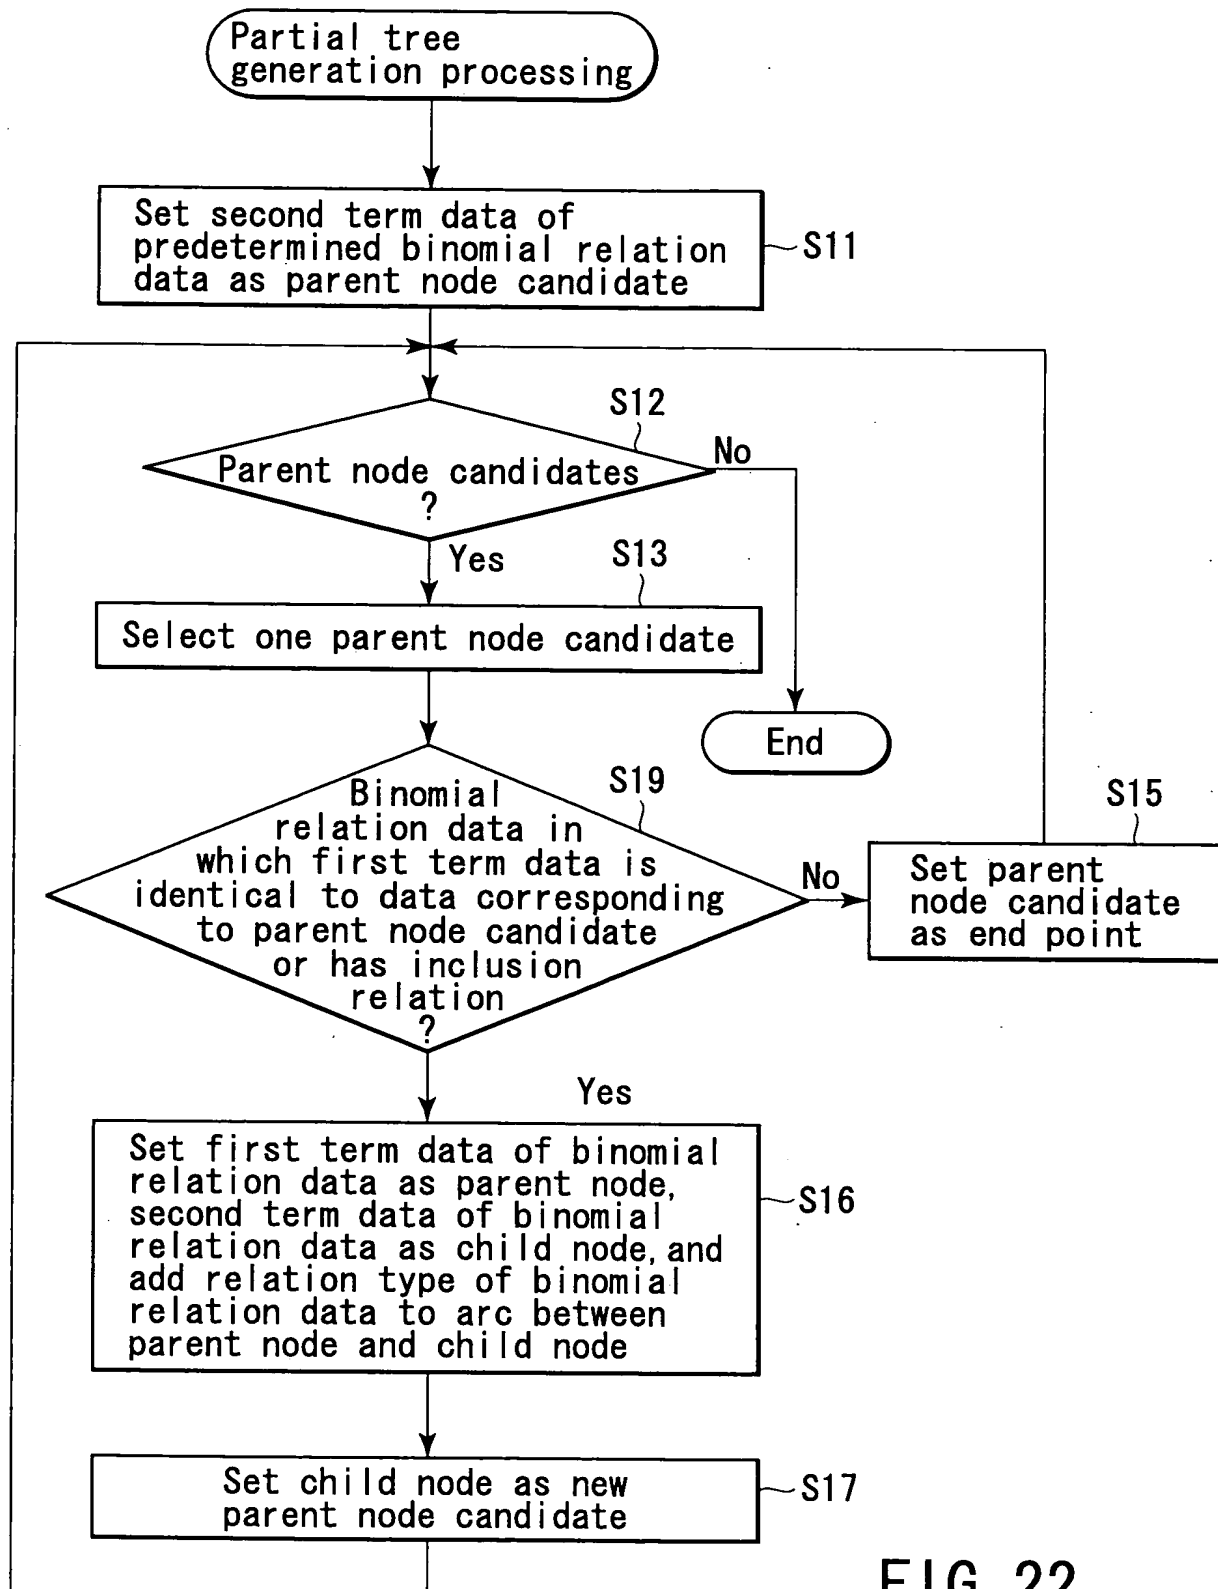 Partial tree
generation processing
Set second term data of
predetermined binomial relation
data as parent node candidate
S11
S12
Parent node candidates
?
No
Yes
S13
Select one parent node candidate
End
S19
Binomial
relation data in
which first term data is
identical to data corresponding
to parent node candidate
or has inclusion
relation
?
No
S15
Set parent
node candidate
as end point
Yes
Set first term data of binomial
relation data as parent node,
second term data of binomial
relation data as child node, and
add relation type of binomial
relation data to arc between
parent node and child node
S16
Set child node as new
parent node candidate
S17
FIG. 22